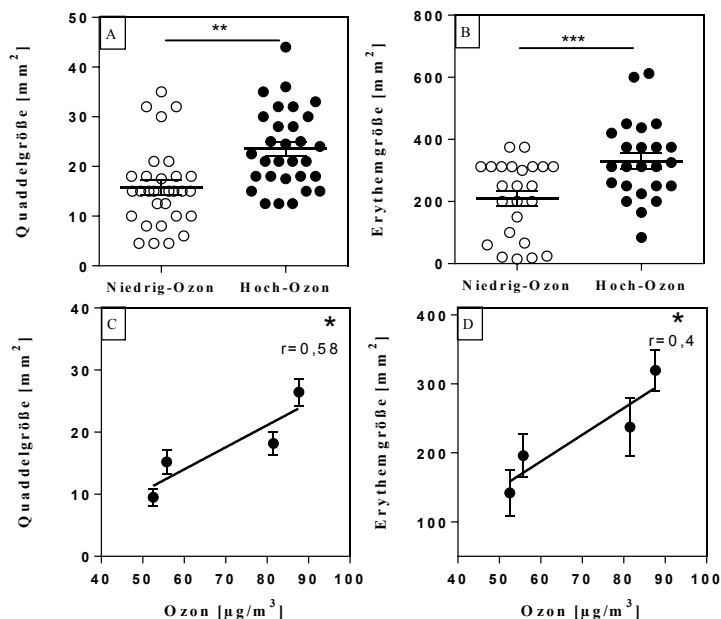 A
**
Quaddelgröße [mm²]
50
40
30
20
10
0
Niedrig-Ozon
Hoch-Ozon
B
***
Erythemgröße [mm²]
800
600
400
200
0
Niedrig-Ozon
Hoch-Ozon
C
*
r=0,58
Quaddelgröße [mm²]
40
30
20
10
0
40 50 60 70 80 90 100
Ozon [µg/m³]
D
*
r=0,4
Erythemgröße [mm²]
400
300
200
100
40 50 60 70 80 90 100
Ozon [µg/m³]